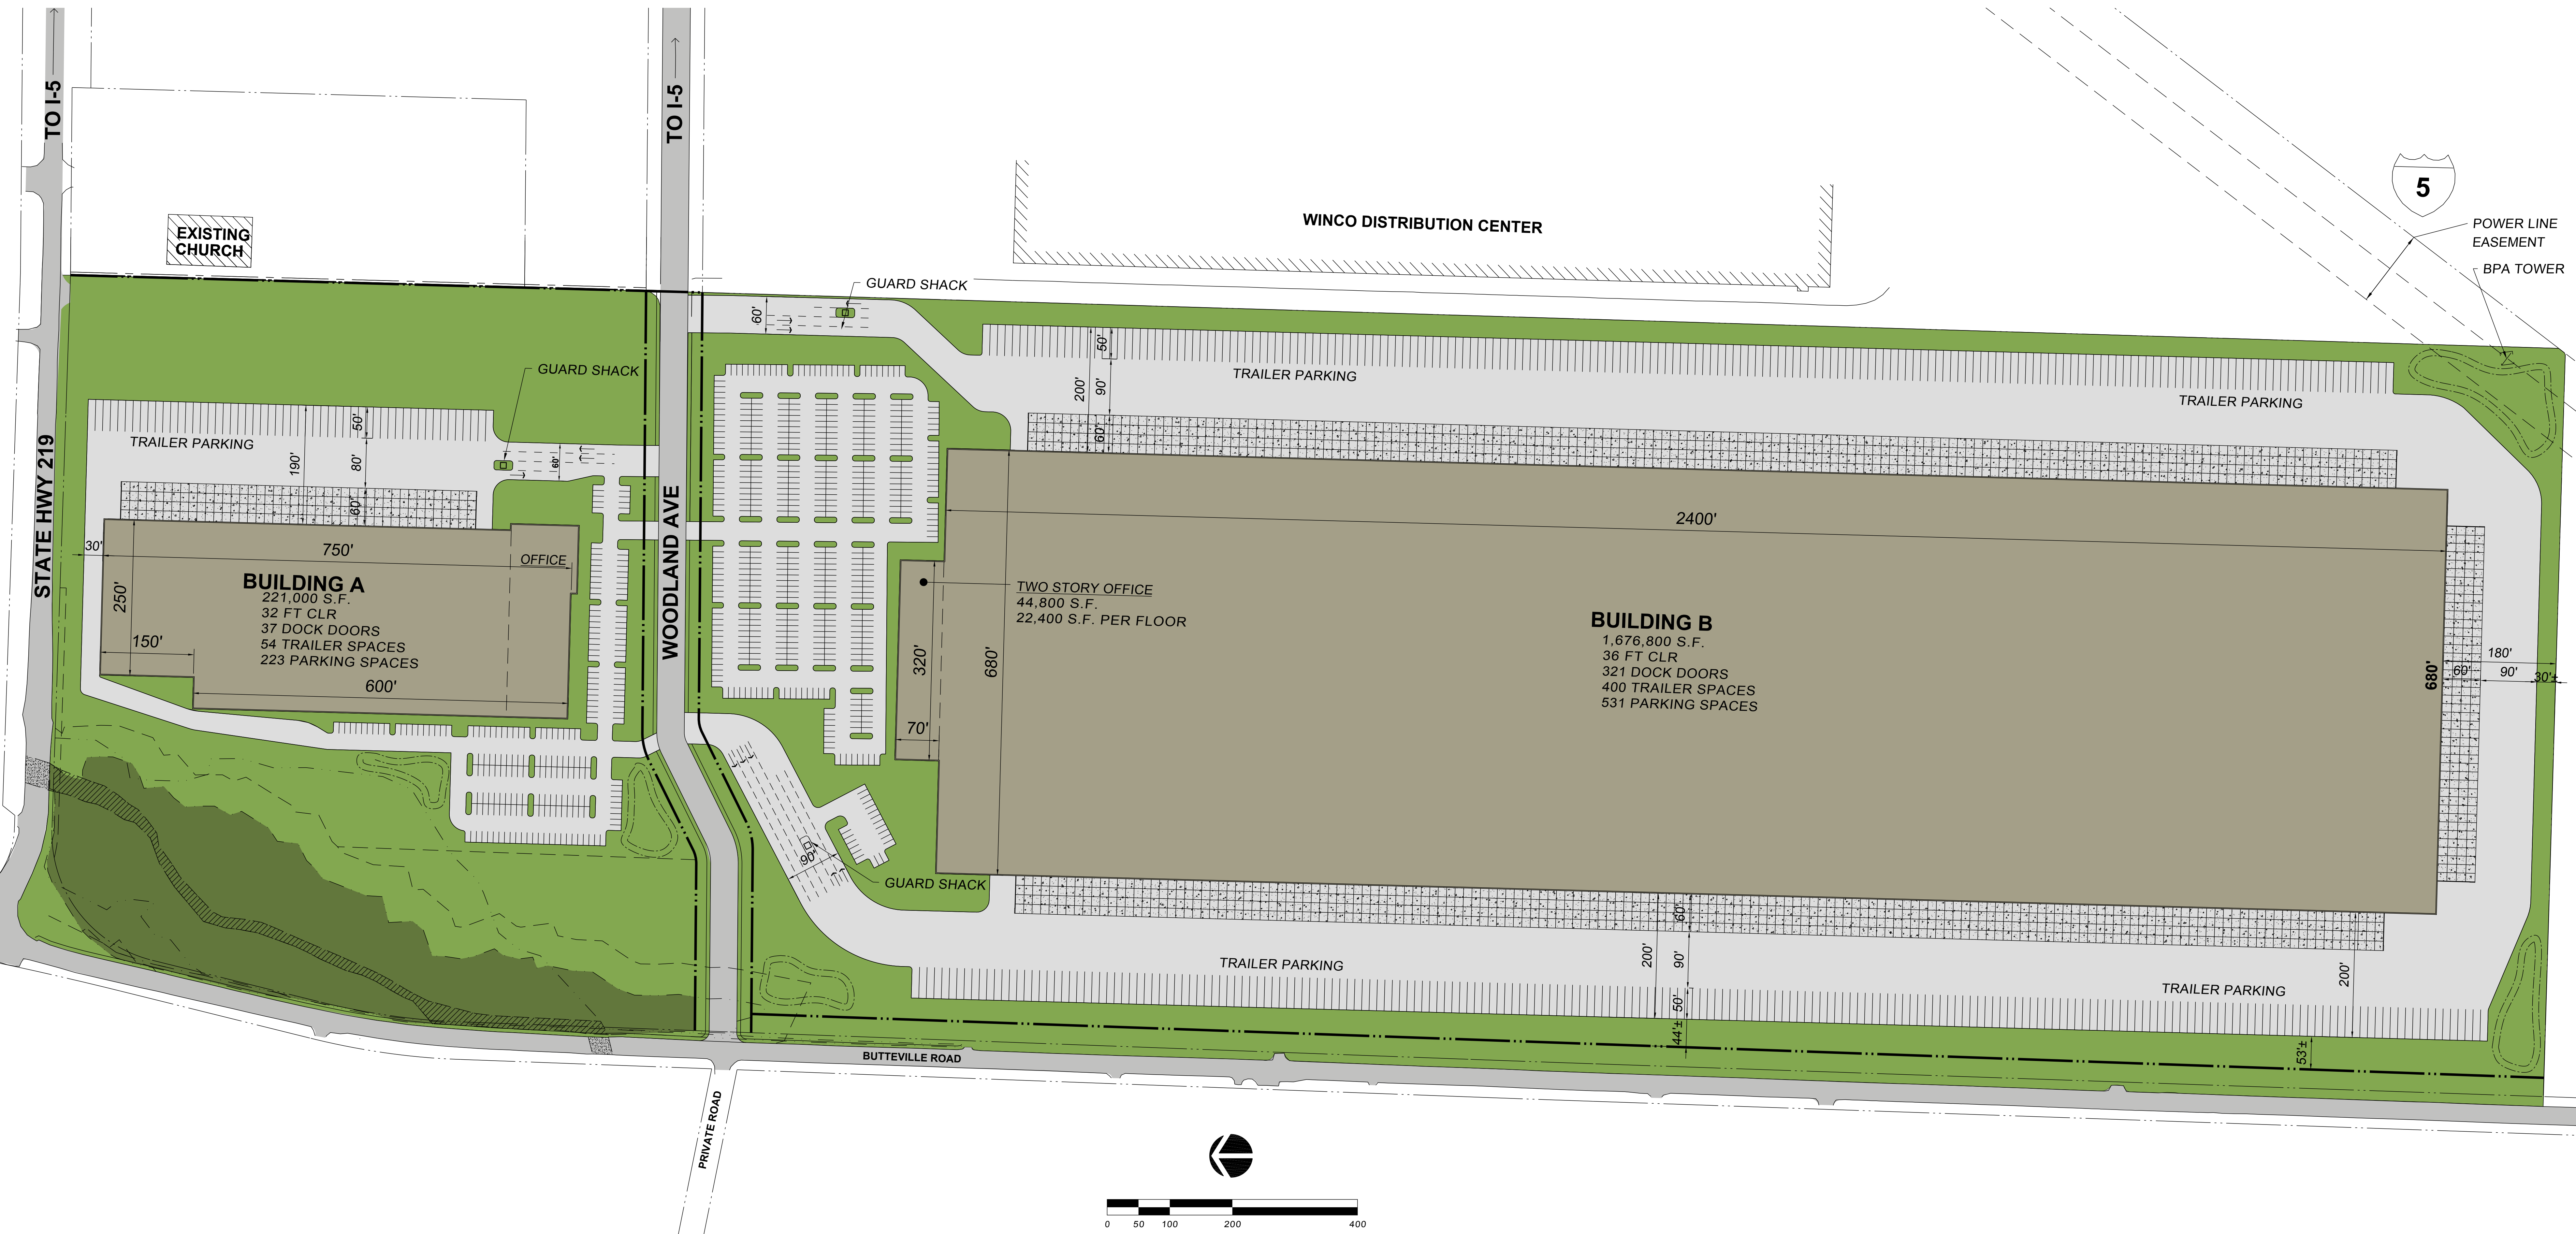 TO I-5
TO I-5
EXISTING
CHURCH
WINCO DISTRIBUTION CENTER
5
POWER LINE
EASEMENT
BPA TOWER
GUARD SHACK
60'
GUARD SHACK
50'
200'
90'
60'
TRAILER PARKING
TRAILER PARKING
TRAILER PARKING
190'
50'
80'
60'
60'
STATE HWY 219
WOODLAND AVE
30'
750'
OFFICE
250'
BUILDING A
221,000 S.F.
32 FT CLR
37 DOCK DOORS
54 TRAILER SPACES
223 PARKING SPACES
150'
600'
2400'
TWO STORY OFFICE
44,800 S.F.
22,400 S.F. PER FLOOR
320'
680'
70'
BUILDING B
1,676,800 S.F.
36 FT CLR
321 DOCK DOORS
400 TRAILER SPACES
531 PARKING SPACES
680'
180'
60'
90'
30'±
90'
GUARD SHACK
60'
200'
90'
50'
44'±
200'
53'±
TRAILER PARKING
TRAILER PARKING
BUTTEVILLE ROAD
PRIVATE ROAD
0 50 100 200 400